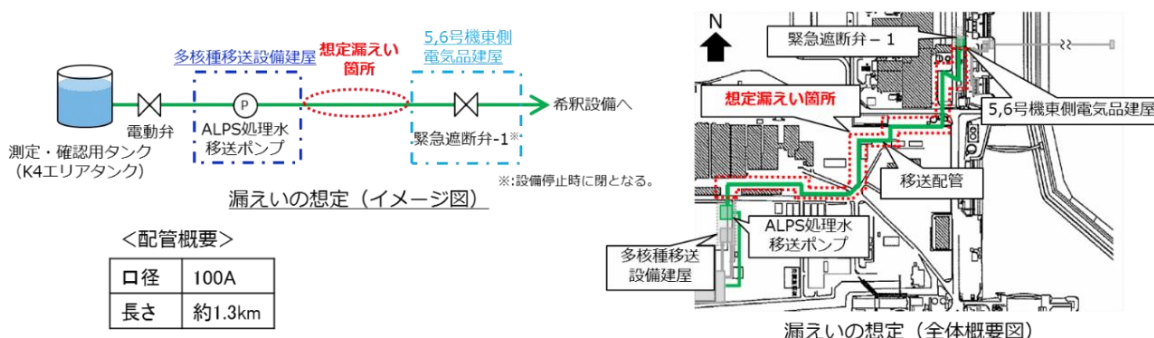 多核種移送設備建屋
想定漏えい
箇所
5,6号機東側
電気品建屋
P
希釈設備へ
電動弁
ALPS処理水
移送ポンプ
緊急遮断弁-1※
測定・確認用タンク
(K4エリアタンク)
※:設備停止時に閉となる。
漏えいの想定（イメージ図）
＜配管概要＞
口径 100A
長さ 約1.3km
N
緊急遮断弁－1
想定漏えい箇所
5,6号機東側電気品建屋
移送配管
ALPS処理水
移送ポンプ
多核種移送
設備建屋
漏えいの想定（全体概要図）